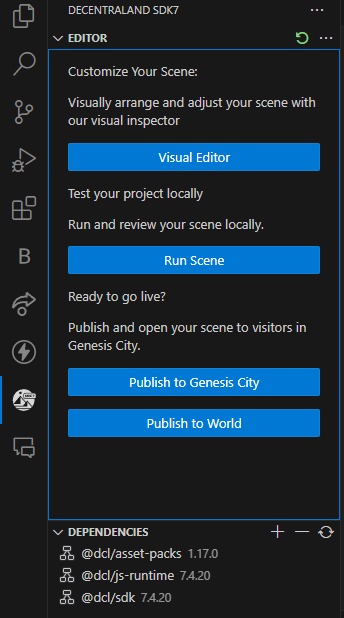 DECENTRALAND SDK7
EDITOR
Customize Your Scene:
Visually arrange and adjust your scene with
our visual inspector
Visual Editor
Test your project locally
Run and review your scene locally.
Run Scene
Ready to go live?
Publish and open your scene to visitors in
Genesis City.
Publish to Genesis City
Publish to World
B
DEPENDENCIES
@dcl/asset-packs 1.17.0
@dcl/js-runtime 7.4.20
@dcl/sdk 7.4.20